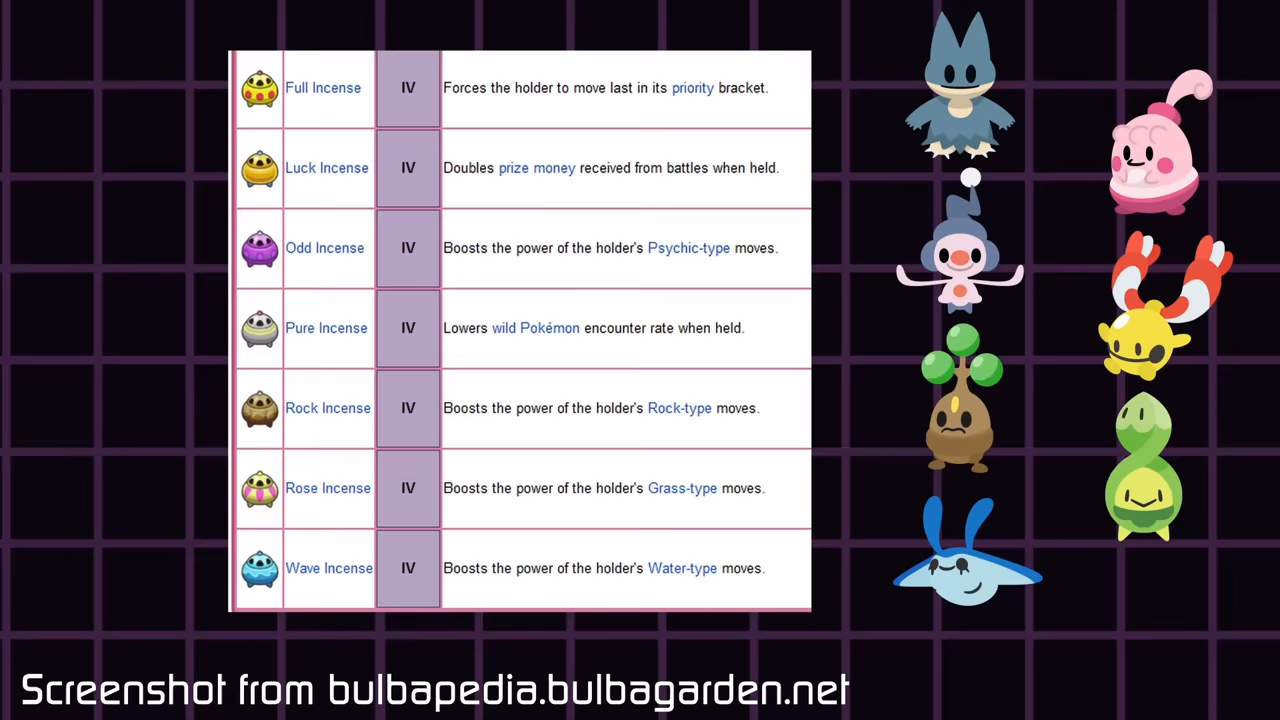 Full Incense IV Forces the holder to move last in its priority bracket.
Luck Incense IV Doubles prize money received from battles when held.
Odd Incense IV Boosts the power of the holder's Psychic-type moves.
Pure Incense IV Lowers wild Pokémon encounter rate when held.
Rock Incense IV Boosts the power of the holder's Rock-type moves.
Rose Incense IV Boosts the power of the holder's Grass-type moves.
Wave Incense IV Boosts the power of the holder's Water-type moves.
Screenshot from bulbapedia.bulbagarden.net